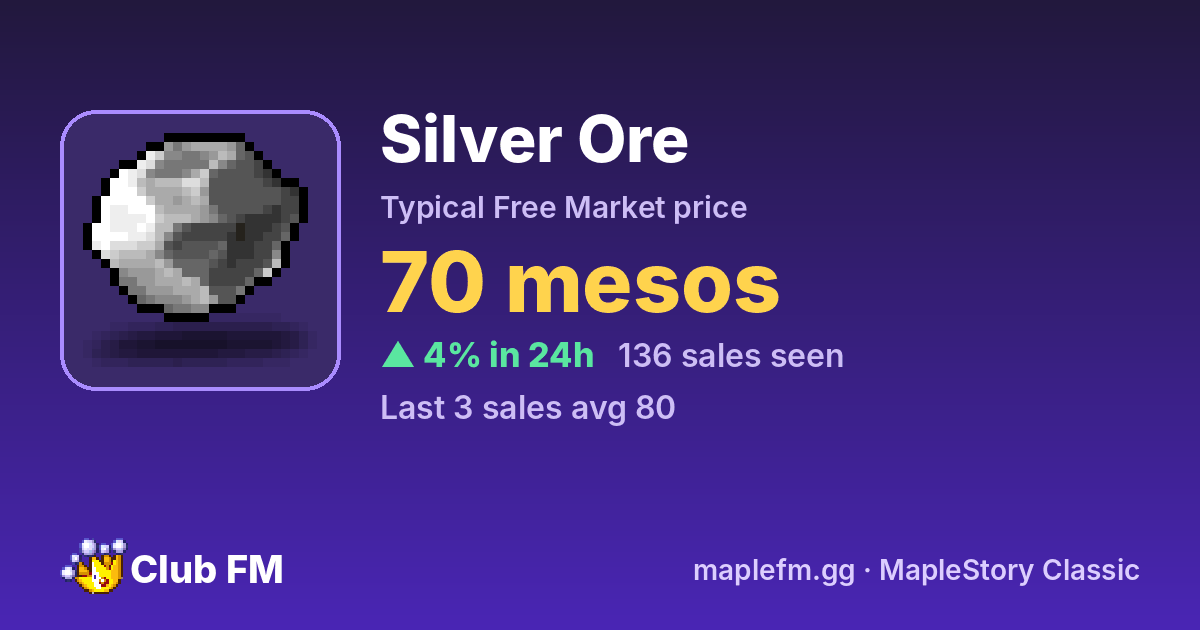 Silver Ore
Typical Free Market price
70 mesos
▲ 4% in 24h 136 sales seen
Last 3 sales avg 80
Club FM
maplefm.gg · MapleStory Classic